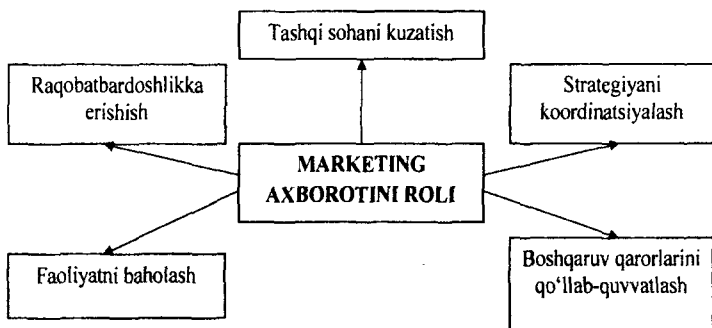 Tashqi sohani kuzatish
Raqobatbardoshlikka
erishish
Strategiyani
koordinatsiyalash
MARKETING
AXBOROTINI ROLI
Faoliyatni baholash
Boshqaruv qarorlarini
qo‘llab-quvvatlash